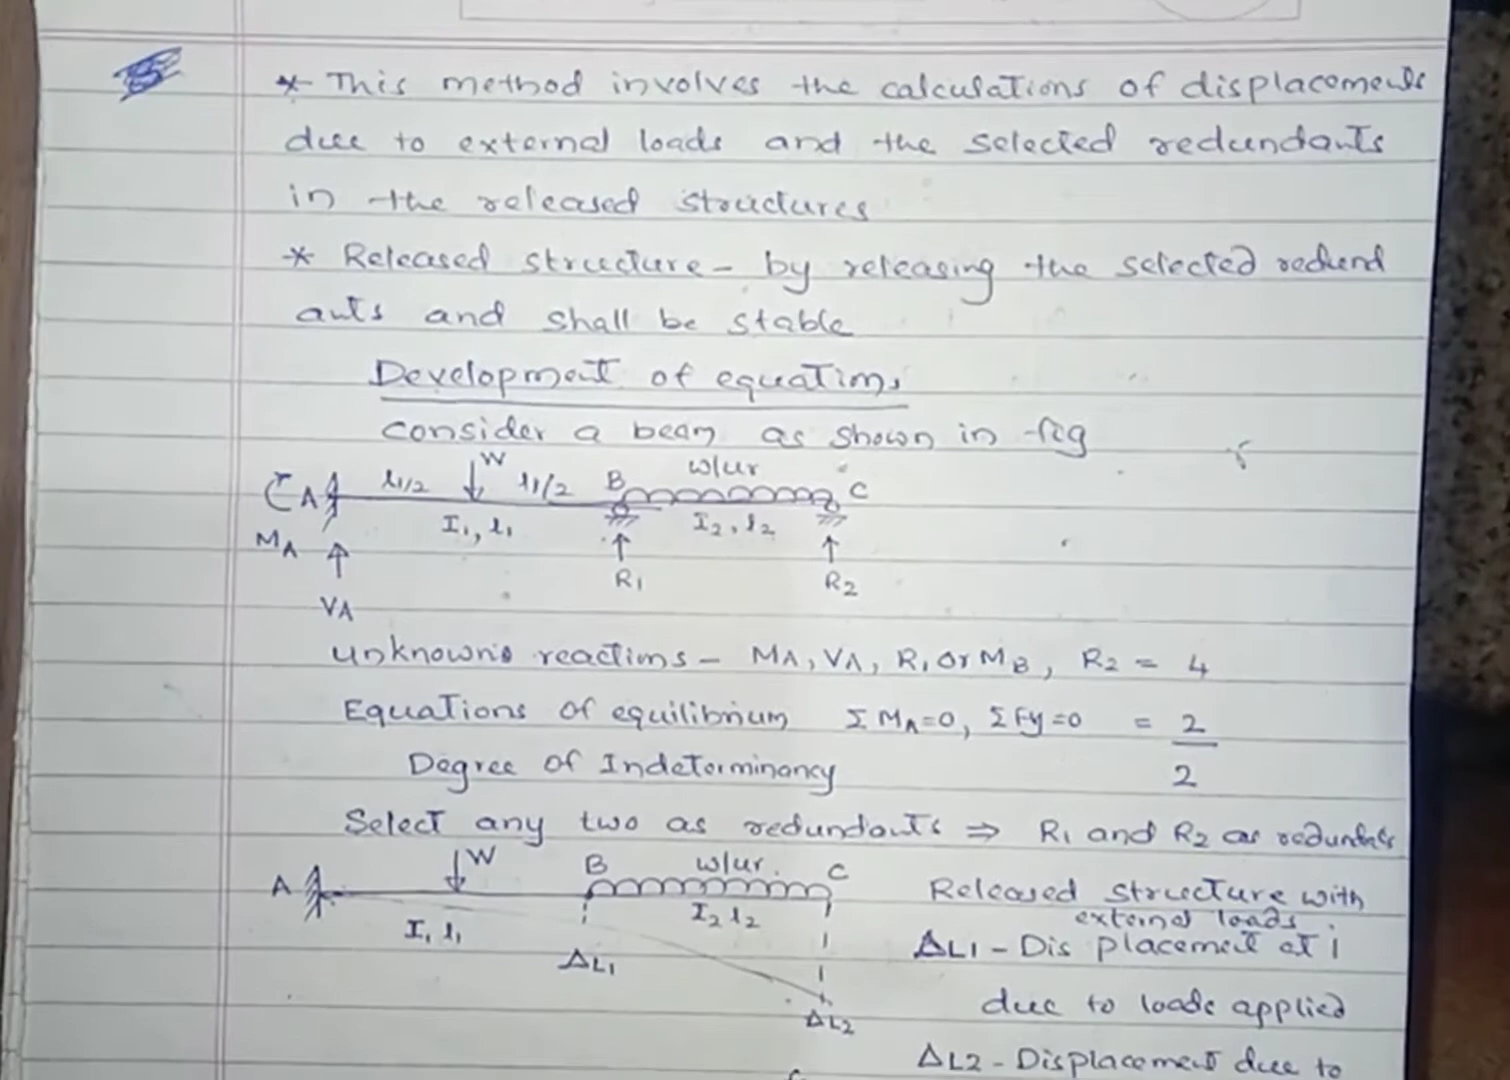 * This method involves the calculations of displacements
due to external loads and the selected redundants
in the released structures
* Released structure - by releasing the selected redund
ants and shall be stable
Development of equations
consider a beam as shown in fig
A l1/2 W l1/2 B w/ur C
I1, l1 I2, l2
MA
R1 R2
VA
unknowns reactions - MA, VA, R1 or MB, R2 = 4
Equations of equilibrium ΣMA=0, ΣFy=0 = 2
Degree of Indeterminancy 2
Select any two as redundants ⇒ R1 and R2 as redundants
A W B w/ur. C
I1 l1 I2 l2
Released structure with
external loads.
ΔL1
ΔL1 - Displacement at 1
due to loads applied
ΔL2
ΔL2 - Displacement due to